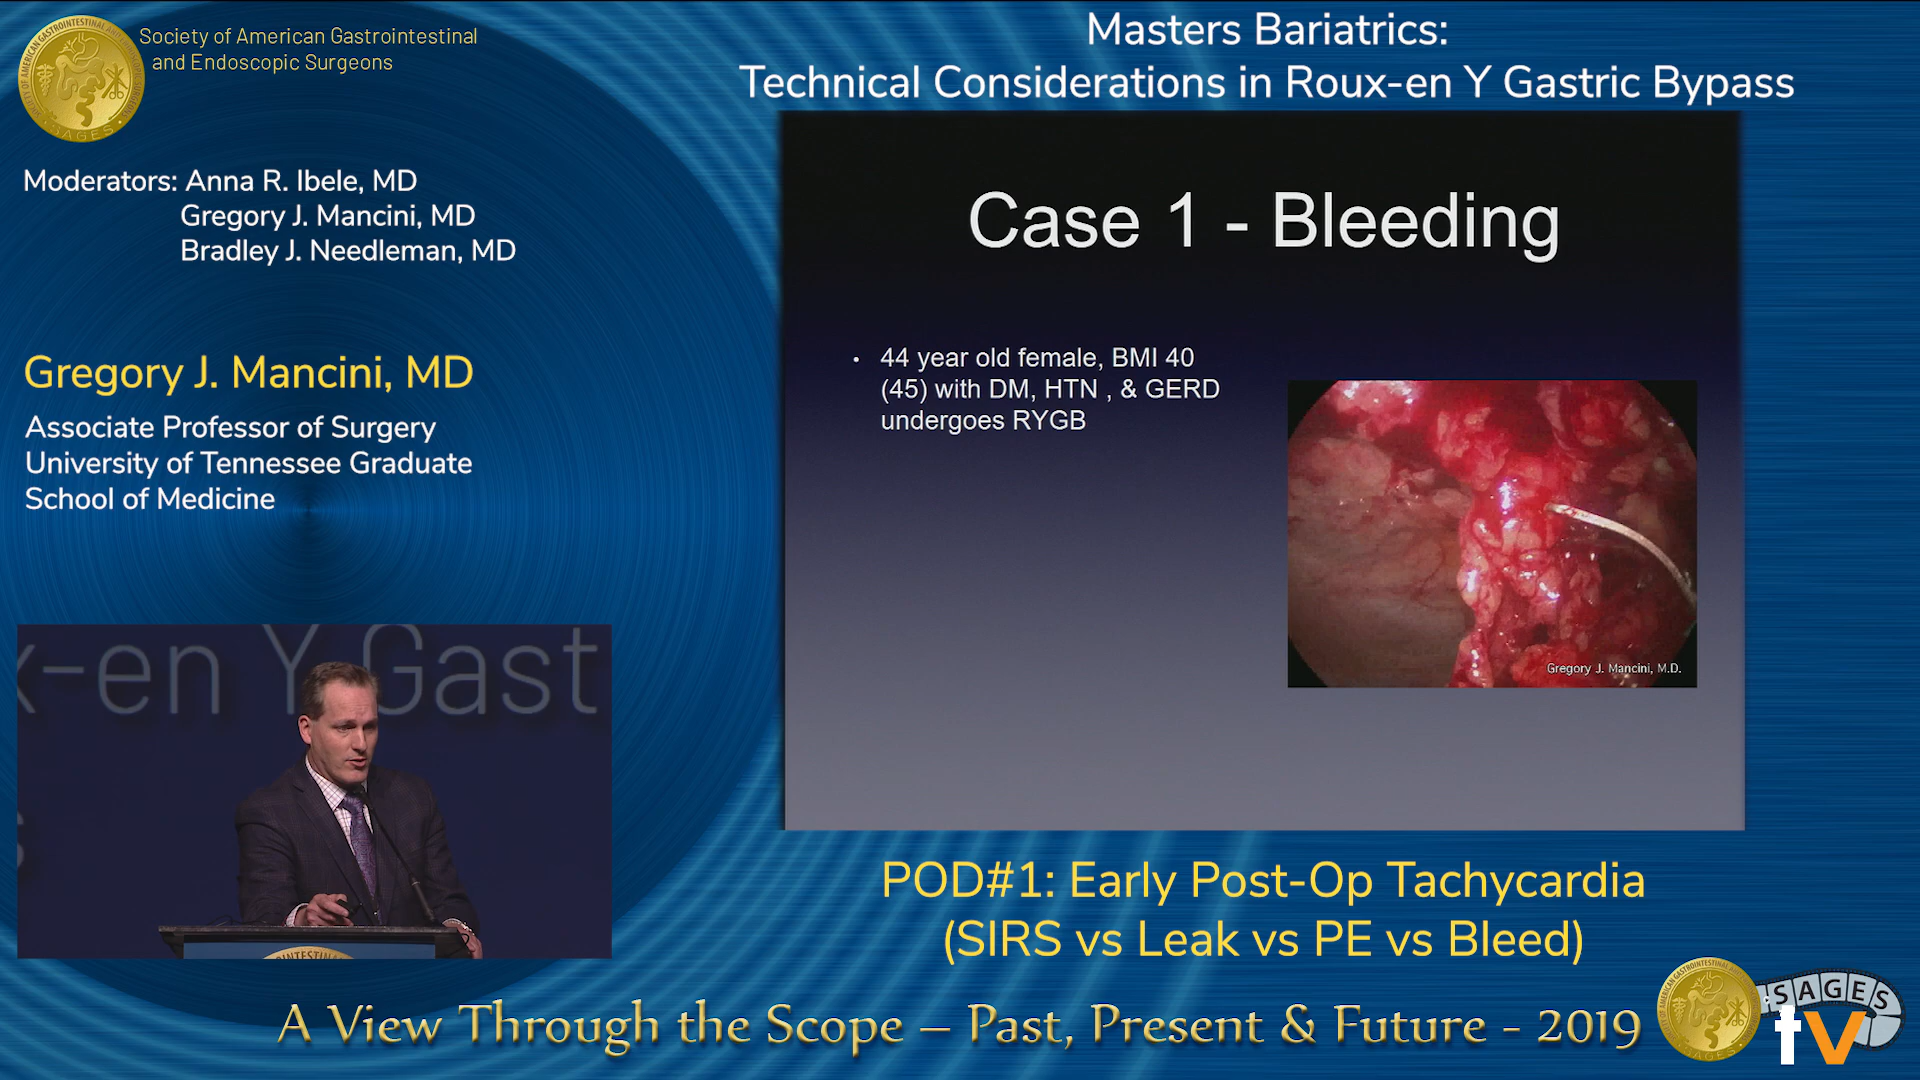 Society of American Gastrointestinal
and Endoscopic Surgeons
SAGES
Masters Bariatrics:
Technical Considerations in Roux-en Y Gastric Bypass
Moderators: Anna R. Ibele, MD
Gregory J. Mancini, MD
Bradley J. Needleman, MD
Gregory J. Mancini, MD
Associate Professor of Surgery
University of Tennessee Graduate
School of Medicine
Case 1 - Bleeding
• 44 year old female, BMI 40
(45) with DM, HTN , & GERD
undergoes RYGB
Gregory J. Mancini, M.D.
x-en Y Gast
POD#1: Early Post-Op Tachycardia
(SIRS vs Leak vs PE vs Bleed)
A View Through the Scope – Past, Present & Future - 2019
SAGES
tv